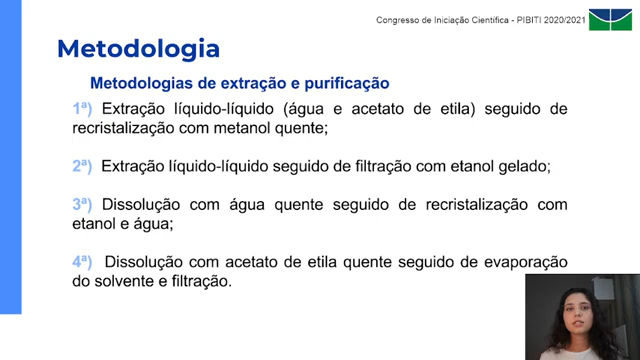 Congresso de Iniciação Científica - PIBITI 2020/2021
Metodologia
Metodologias de extração e purificação
1ª) Extração líquido-líquido (água e acetato de etila) seguido de
recristalização com metanol quente;
2ª) Extração líquido-líquido seguido de filtração com etanol gelado;
3ª) Dissolução com água quente seguido de recristalização com
etanol e água;
4ª) Dissolução com acetato de etila quente seguido de evaporação
do solvente e filtração.